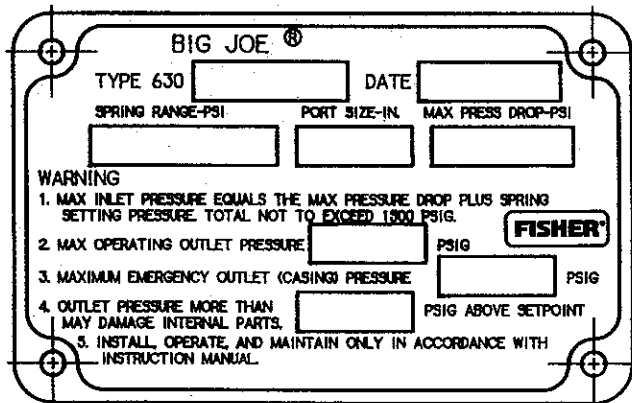 BIG JOE ®
TYPE 630 DATE
SPRING RANGE-PSI PORT SIZE-IN. MAX PRESS DROP-PSI
WARNING
1. MAX INLET PRESSURE EQUALS THE MAX PRESSURE DROP PLUS SPRING
SETTING PRESSURE. TOTAL NOT TO EXCEED 1500 PSIG.
FISHER®
2. MAX OPERATING OUTLET PRESSURE PSIG
3. MAXIMUM EMERGENCY OUTLET (CASING) PRESSURE PSIG
4. OUTLET PRESSURE MORE THAN PSIG ABOVE SETPOINT
MAY DAMAGE INTERNAL PARTS.
5. INSTALL, OPERATE, AND MAINTAIN ONLY IN ACCORDANCE WITH
INSTRUCTION MANUAL.